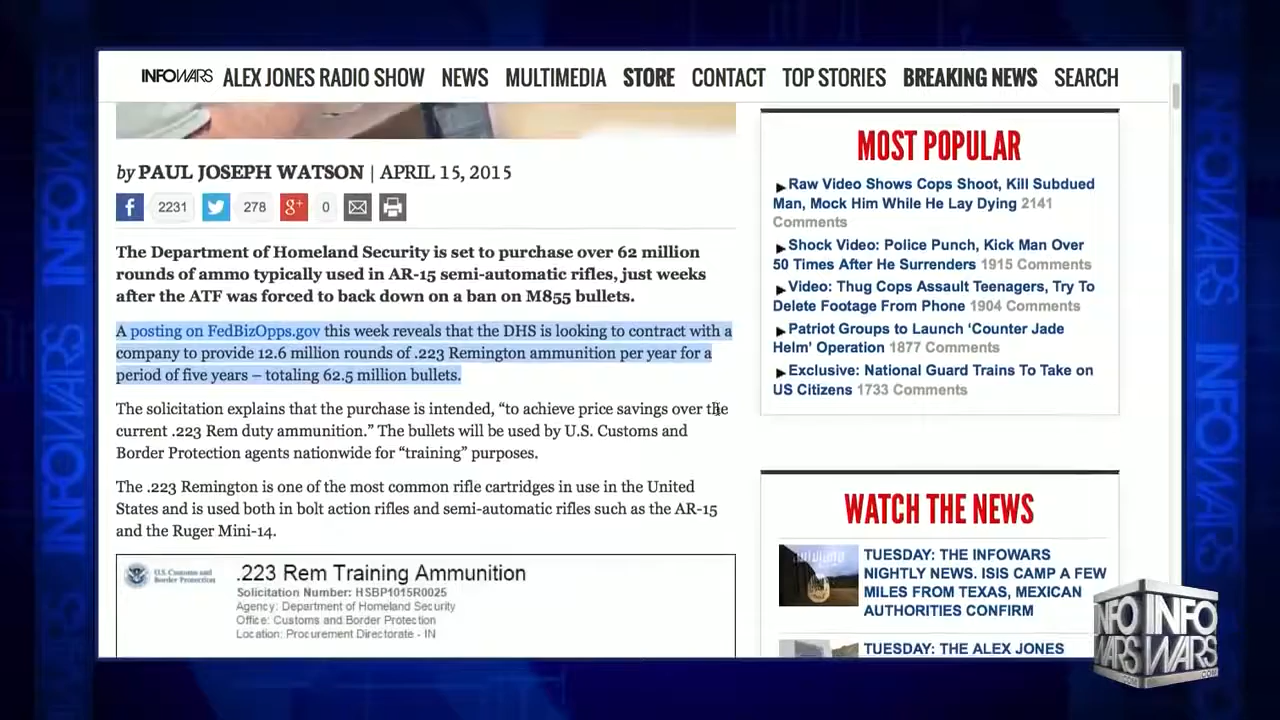 INFOWARS ALEX JONES RADIO SHOW NEWS MULTIMEDIA STORE CONTACT TOP STORIES BREAKING NEWS SEARCH
by PAUL JOSEPH WATSON | APRIL 15, 2015
2231 278 0
The Department of Homeland Security is set to purchase over 62 million
rounds of ammo typically used in AR-15 semi-automatic rifles, just weeks
after the ATF was forced to back down on a ban on M855 bullets.
A posting on FedBizOpps.gov this week reveals that the DHS is looking to contract with a
company to provide 12.6 million rounds of .223 Remington ammunition per year for a
period of five years – totaling 62.5 million bullets.
The solicitation explains that the purchase is intended, “to achieve price savings over the
current .223 Rem duty ammunition.” The bullets will be used by U.S. Customs and
Border Protection agents nationwide for “training” purposes.
The .223 Remington is one of the most common rifle cartridges in use in the United
States and is used both in bolt action rifles and semi-automatic rifles such as the AR-15
and the Ruger Mini-14.
U.S. Customs and
Border Protection
.223 Rem Training Ammunition
Solicitation Number: HSBP1015R0025
Agency: Department of Homeland Security
Office: Customs and Border Protection
Location: Procurement Directorate - IN
MOST POPULAR
Raw Video Shows Cops Shoot, Kill Subdued
Man, Mock Him While He Lay Dying 2141
Comments
Shock Video: Police Punch, Kick Man Over
50 Times After He Surrenders 1915 Comments
Video: Thug Cops Assault Teenagers, Try To
Delete Footage From Phone 1904 Comments
Patriot Groups to Launch ‘Counter Jade
Helm’ Operation 1877 Comments
Exclusive: National Guard Trains To Take on
US Citizens 1733 Comments
WATCH THE NEWS
TUESDAY: THE INFOWARS
NIGHTLY NEWS. ISIS CAMP A FEW
MILES FROM TEXAS, MEXICAN
AUTHORITIES CONFIRM
TUESDAY: THE ALEX JONES
INFO INFO
WARS WARS
.COM .COM
INFOWARS
INFOWARS